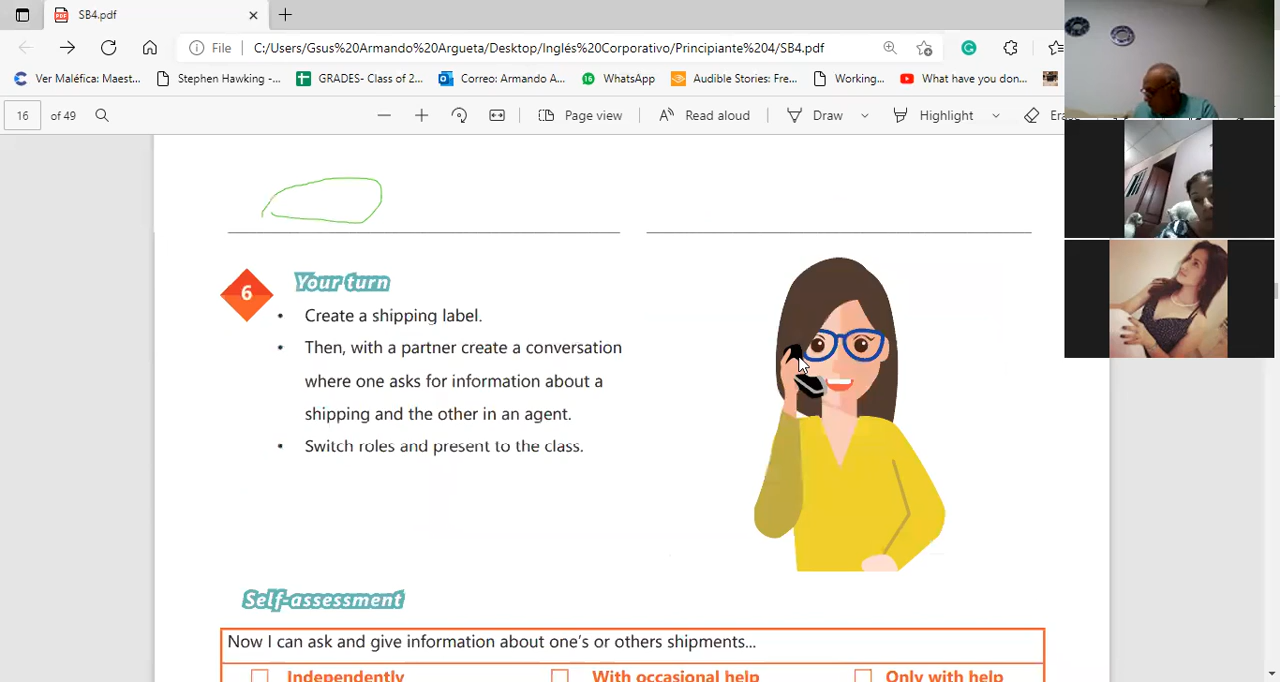 SB4.pdf
File C:/Users/Gsus%20Armando%20Argueta/Desktop/Inglés%20Corporativo/Principiante%204/SB4.pdf
Ver Maléfica: Maest... Stephen Hawking -... GRADES- Class of 2... Correo: Armando A... 16 WhatsApp Audible Stories: Fre... Working... What have you don...
16 of 49 Page view Read aloud Draw Highlight
6 Your turn
• Create a shipping label.
• Then, with a partner create a conversation
where one asks for information about a
shipping and the other in an agent.
• Switch roles and present to the class.
Self-assessment
Now I can ask and give information about one's or others shipments...
Independently With occasional help Only with help